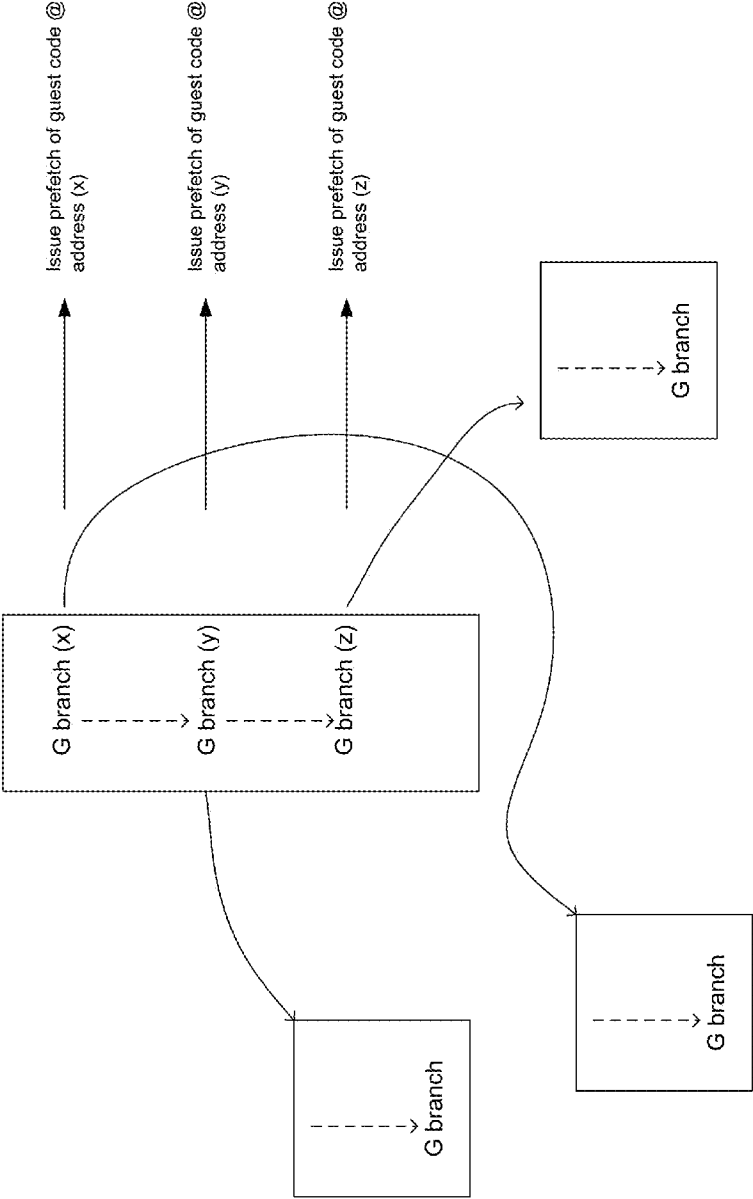 G branch (x)
Issue prefetch of guest code @
address (x)
G branch (y)
Issue prefetch of guest code @
address (y)
G branch (z)
Issue prefetch of guest code @
address (z)
G branch
G branch
G branch